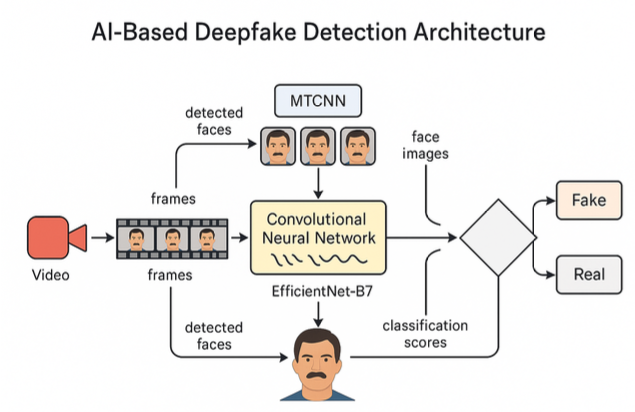 AI-Based Deepfake Detection Architecture
MTCNN
detected
faces
face
images
frames
Convolutional
Neural Network
Fake
Real
Video
frames
EfficientNet-B7
detected
faces
classification
scores